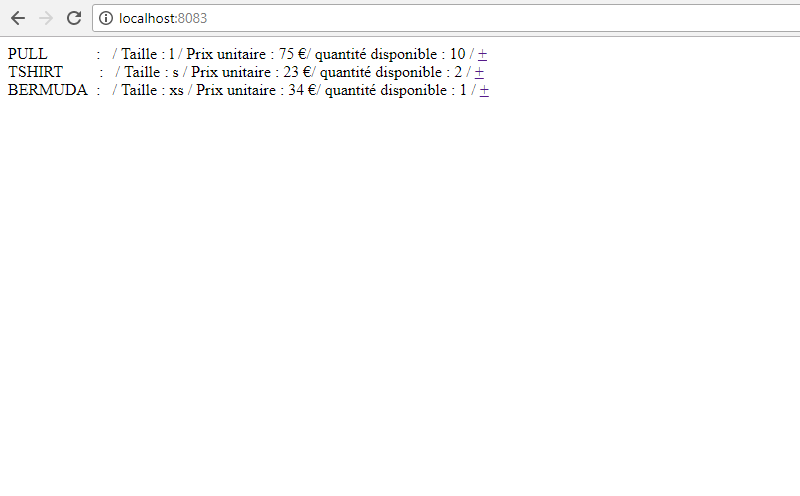 localhost:8083
PULL : / Taille : l / Prix unitaire : 75 €/ quantité disponible : 10 / +
TSHIRT : / Taille : s / Prix unitaire : 23 €/ quantité disponible : 2 / +
BERMUDA : / Taille : xs / Prix unitaire : 34 €/ quantité disponible : 1 / +